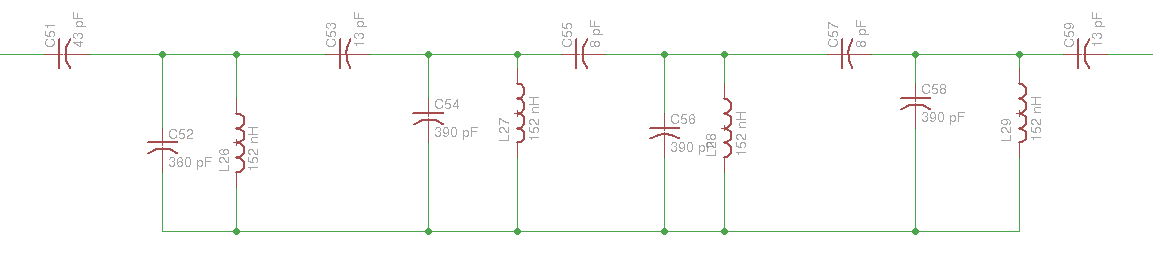 C51
43 pF
C53
13 pF
C55
8 pF
C57
8 pF
C59
13 pF
C52
360 pF
L26
152 nH
C54
390 pF
L27
152 nH
C56
390 pF
L28
152 nH
C58
390 pF
L29
152 nH